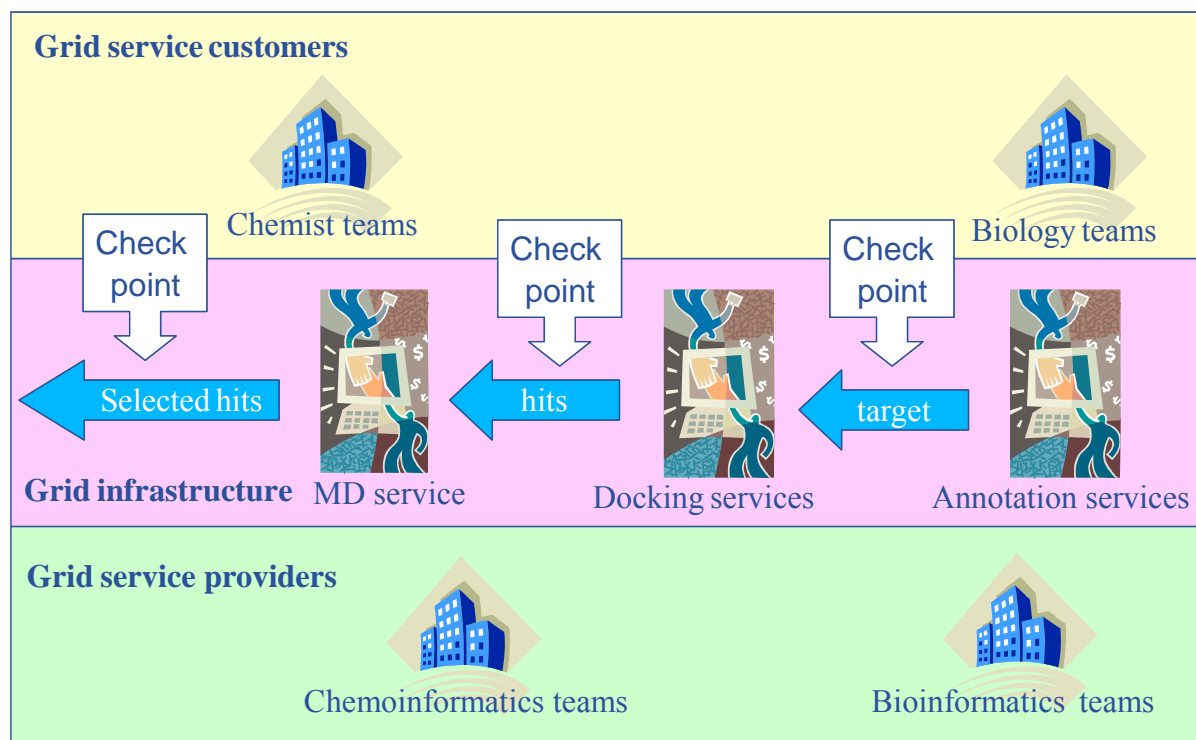 Grid service customers
Chemist teams
Biology teams
Check
point
Check
point
Check
point
Selected hits
hits
target
Grid infrastructure
MD service
Docking services
Annotation services
Grid service providers
Chemoinformatics teams
Bioinformatics teams